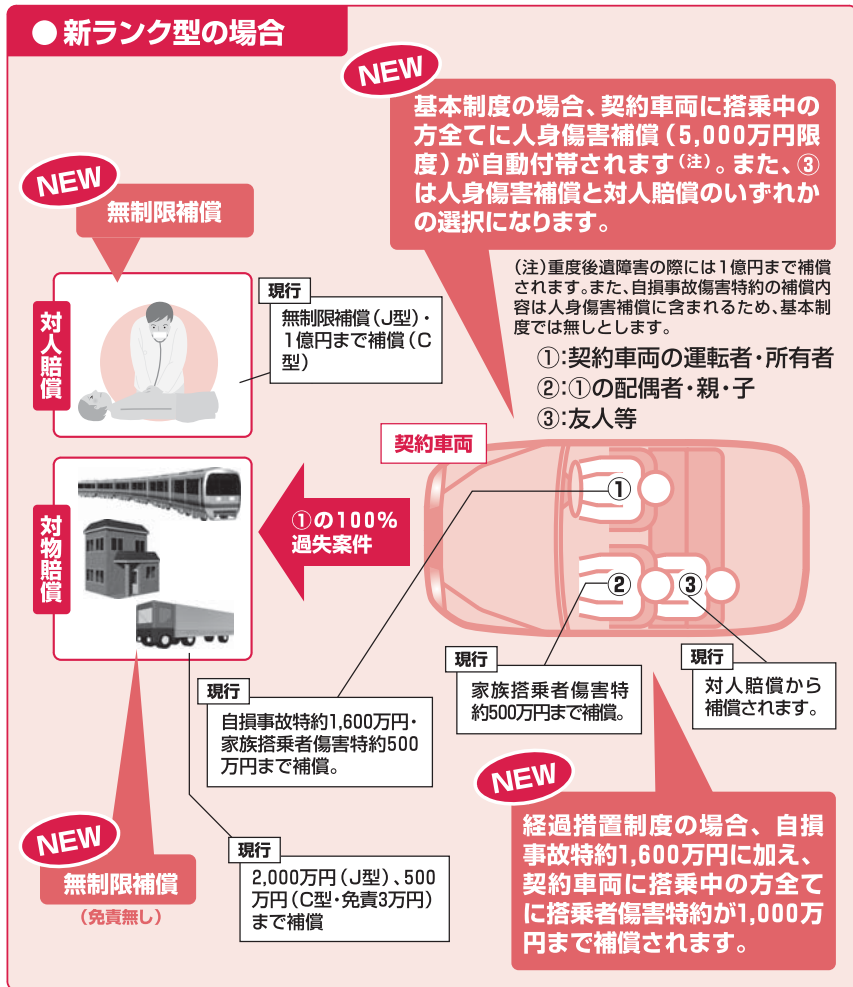 ●新ランク型の場合
NEW
基本制度の場合、契約車両に搭乗中の
方全てに人身傷害補償（5,000万円限
度）が自動付帯されます（注）。また、③
は人身傷害補償と対人賠償のいずれか
の選択になります。
NEW
無制限補償
（注）重度後遺障害の際には1億円まで補償
されます。また、自損事故傷害特約の補償内
容は人身傷害補償に含まれるため、基本制
度では無しとします。
①：契約車両の運転者・所有者
②：①の配偶者・親・子
③：友人等
対人賠償
現行
無制限補償（J型）・
1億円まで補償（C
型）
契約車両
対物賠償
①の100%
過失案件
①
②
③
現行
自損事故特約1,600万円・
家族搭乗者傷害特約500
万円まで補償。
現行
家族搭乗者傷害特
約500万円まで補償。
現行
対人賠償から
補償されます。
NEW
無制限補償
（免責無し）
現行
2,000万円（J型）、500
万円（C型・免責3万円）
まで補償
NEW
経過措置制度の場合、自損
事故特約1,600万円に加え、
契約車両に搭乗中の方全て
に搭乗者傷害特約が1,000万
円まで補償されます。